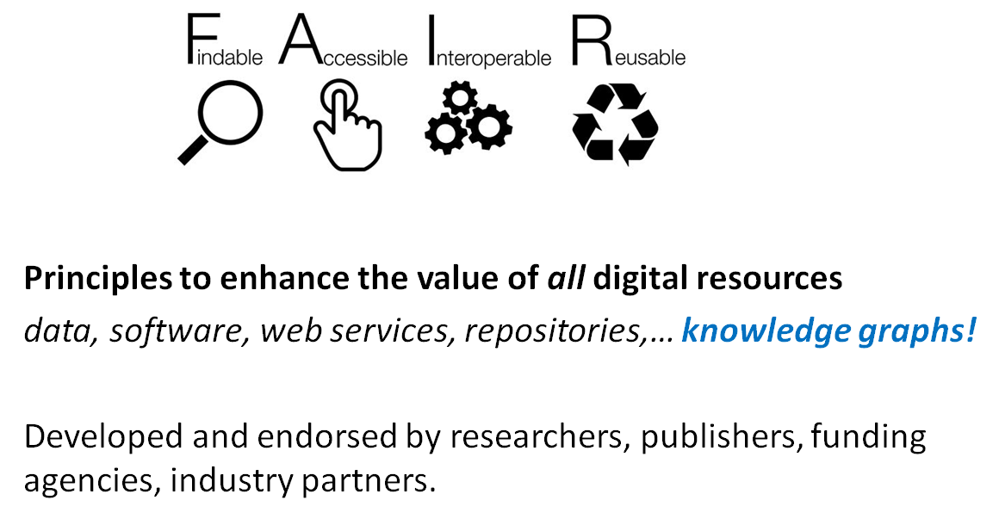 Findable Accessible Interoperable Reusable
Principles to enhance the value of all digital resources
data, software, web services, repositories,... knowledge graphs!
Developed and endorsed by researchers, publishers, funding
agencies, industry partners.